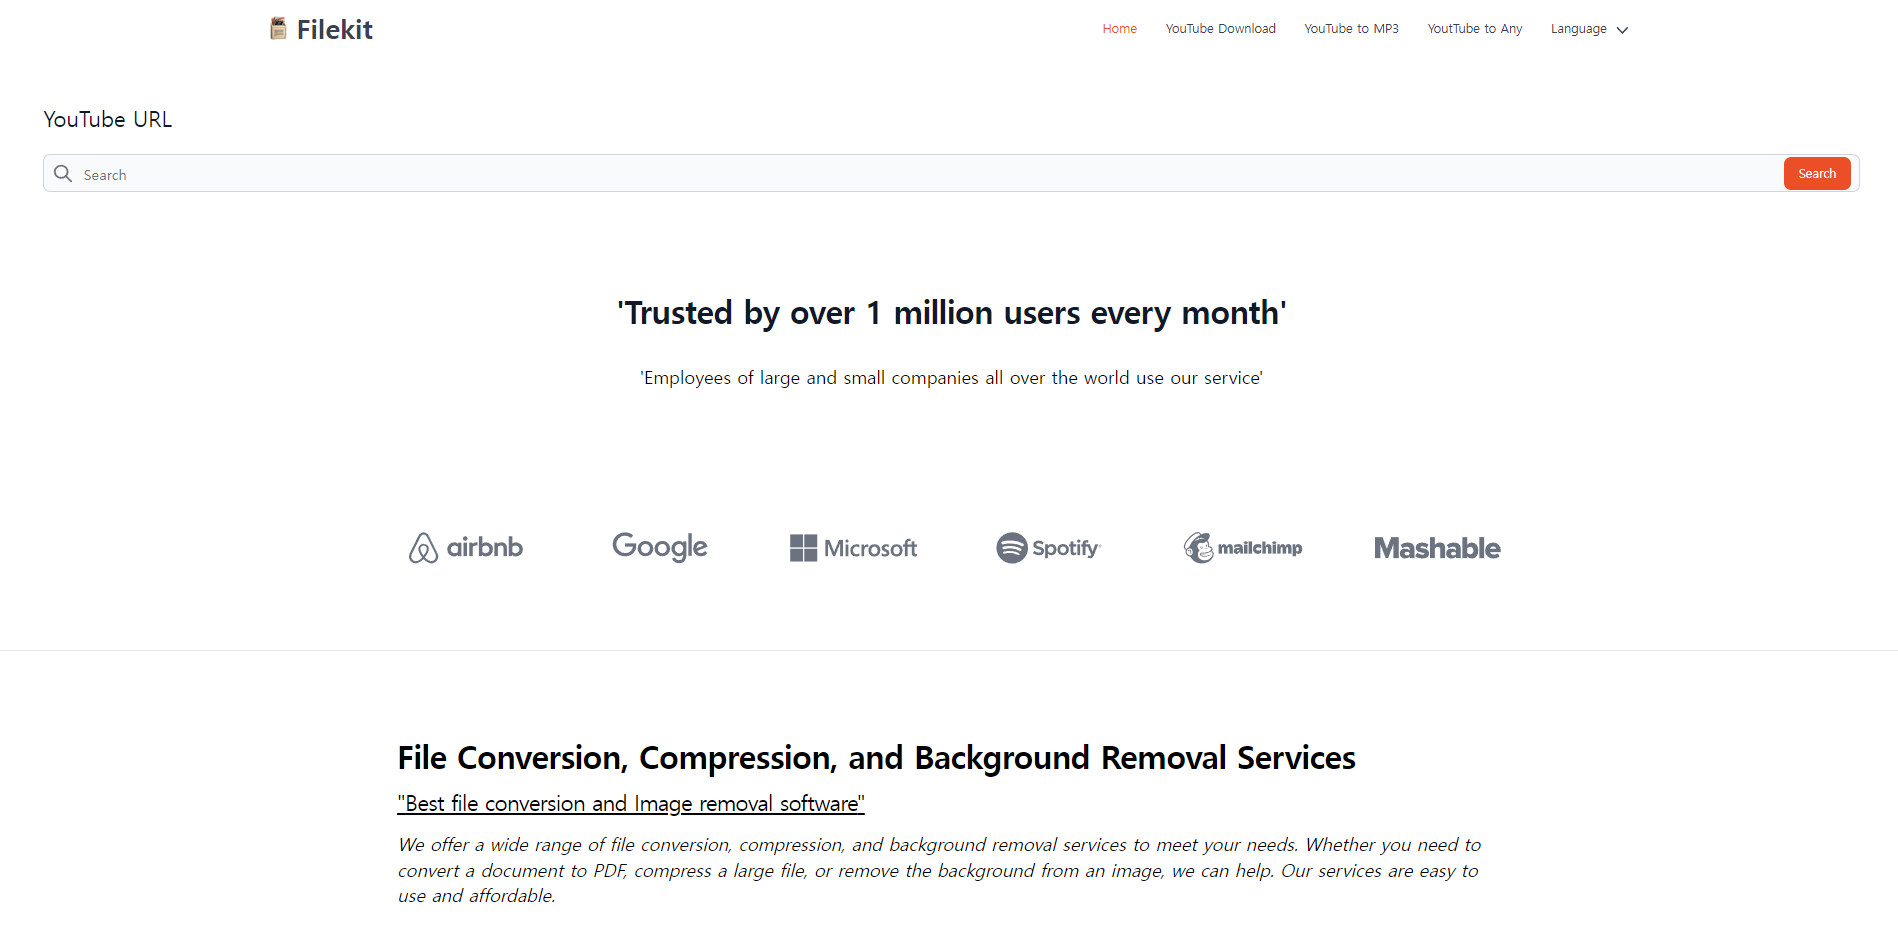 Filekit
Home YouTube Download YouTube to MP3 YoutTube to Any Language
YouTube URL
Search Search
'Trusted by over 1 million users every month'
'Employees of large and small companies all over the world use our service'
airbnb Google Microsoft Spotify mailchimp Mashable
File Conversion, Compression, and Background Removal Services
"Best file conversion and Image removal software"
We offer a wide range of file conversion, compression, and background removal services to meet your needs. Whether you need to
convert a document to PDF, compress a large file, or remove the background from an image, we can help. Our services are easy to
use and affordable.